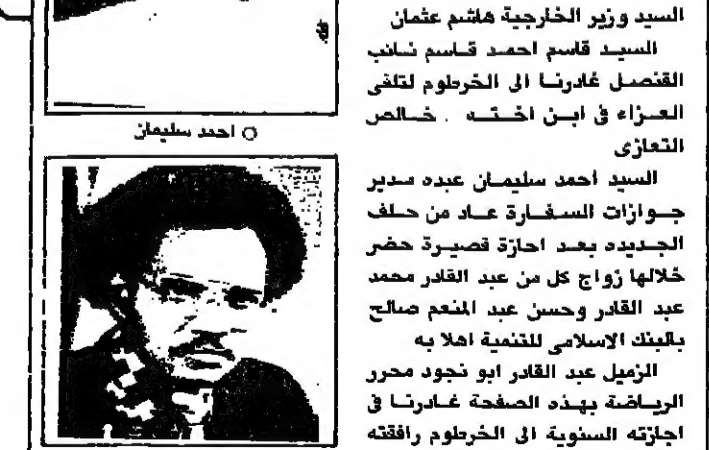 السيد وزير الخارجية هاشم عثمان
السيد قاسم احمد قاسم نائب
القنصل غادرنا الى الخرطوم لتلقى
العزاء في ابن اخته . خالص
التعازى
السيد أحمد سليمان عبده مدير
جوازات السفارة عاد من حلف
الجديده بعد اجازة قصيرة حضر
خلالها زواج كل من عبد القادر محمد
عبد القادر وحسن عبد المنعم صالح
بالبنك الاسلامى للتنمية اهلا به
الزميل عبد القادر ابو نجود محرر
الرياضة بهذه الصفحة غادرنا في
اجازته السنوية الى الخرطوم رافقته
احمد سليمان